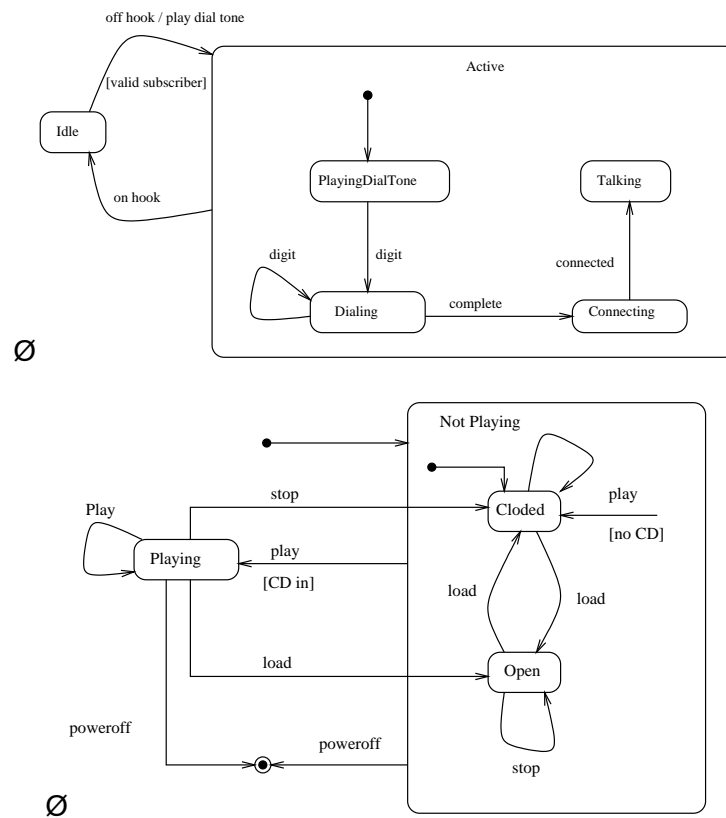 off hook / play dial tone
Active
[valid subscriber]
Idle
PlayingDialTone
Talking
on hook
digit
digit
connected
complete
Dialing
Connecting
Ø
Not Playing
stop
play
Cloded
Play
[no CD]
play
Playing
[CD in]
load
load
load
Open
poweroff
poweroff
stop
Ø